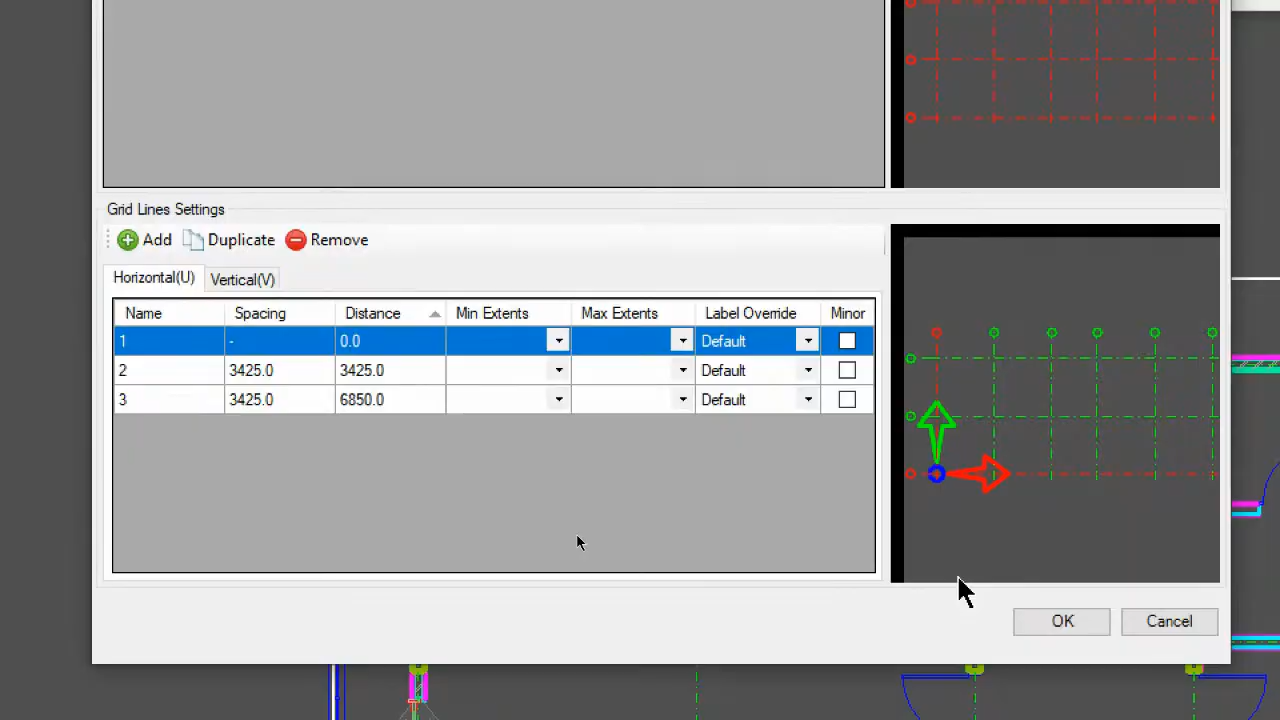 Grid Lines Settings
Add Duplicate Remove
Horizontal(U) Vertical(V)
Name Spacing Distance Min Extents Max Extents Label Override Minor
1 - 0.0 Default
2 3425.0 3425.0 Default
3 3425.0 6850.0 Default
OK Cancel